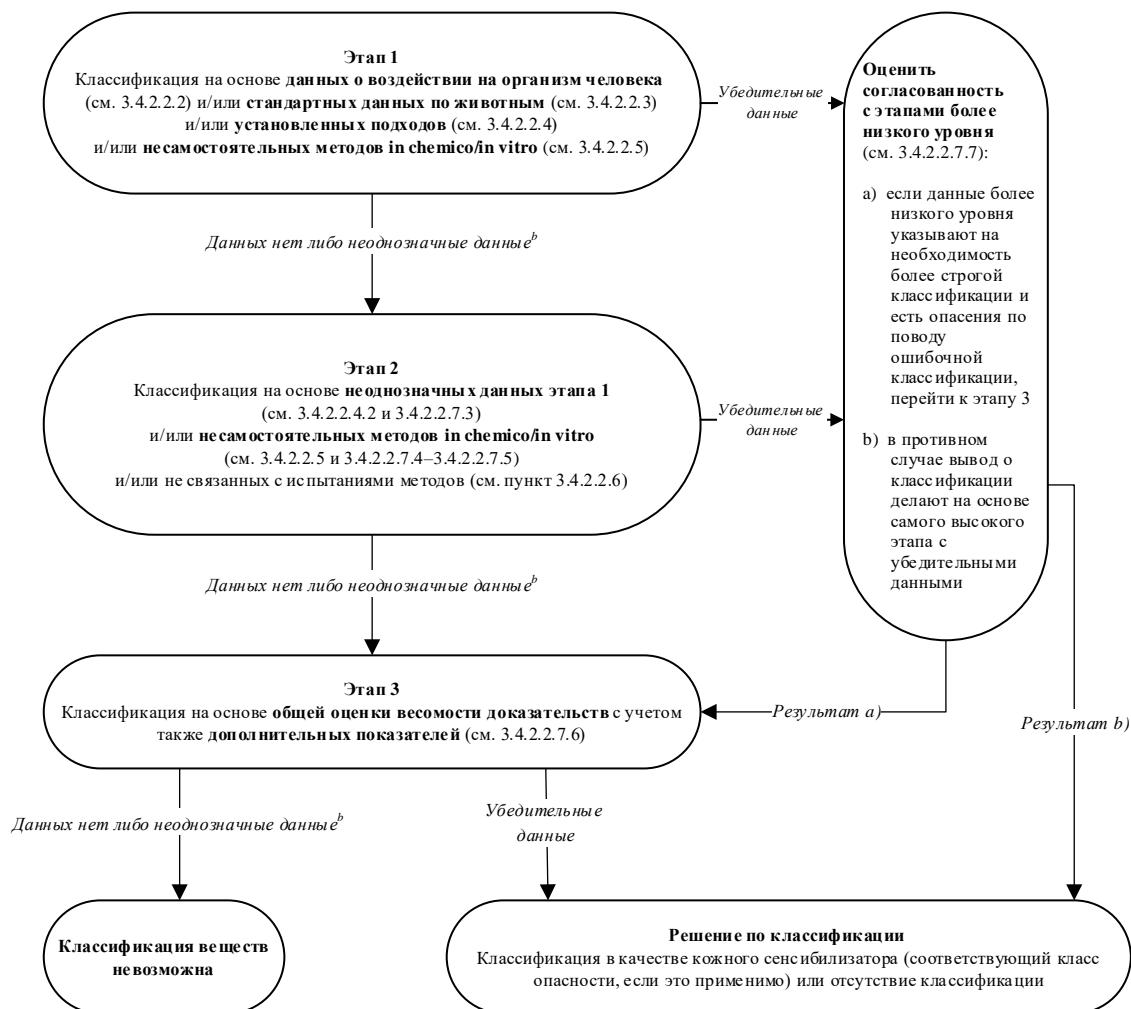 Этап 1
Классификация на основе данных о воздействии на организм человека
(см. 3.4.2.2.2) и/или стандартных данных по животным (см. 3.4.2.2.3)
и/или установленных подходов (см. 3.4.2.2.4)
и/или несамостоятельных методов in chemico/in vitro (см. 3.4.2.2.5)
Убедительные
данные
Оценить
согласованность
с этапами более
низкого уровня
(см. 3.4.2.2.7.7):
a) если данные более
низкого уровня
указывают на
необходимость
более строгой
классификации и
есть опасения по
поводу
ошибочной
классификации,
перейти к этапу 3
b) в противном
случае вывод о
классификации
делают на основе
самого высокого
этапа с
убедительными
данными
Данных нет либо неоднозначные данные^b
Этап 2
Классификация на основе неоднозначных данных этапа 1
(см. 3.4.2.2.4.2 и 3.4.2.2.7.3)
и/или несамостоятельных методов in chemico/in vitro
(см. 3.4.2.2.5 и 3.4.2.2.7.4–3.4.2.2.7.5)
и/или не связанных с испытаниями методов (см. пункт 3.4.2.2.6)
Убедительные
данные
Данных нет либо неоднозначные данные^b
Этап 3
Классификация на основе общей оценки весомости доказательств с учетом
также дополнительных показателей (см. 3.4.2.2.7.6)
Результат a)
Результат b)
Данных нет либо неоднозначные данные^b
Убедительные
данные
Классификация веществ
невозможна
Решение по классификации
Классификация в качестве кожного сенсибилизатора (соответствующий класс
опасности, если это применимо) или отсутствие классификации